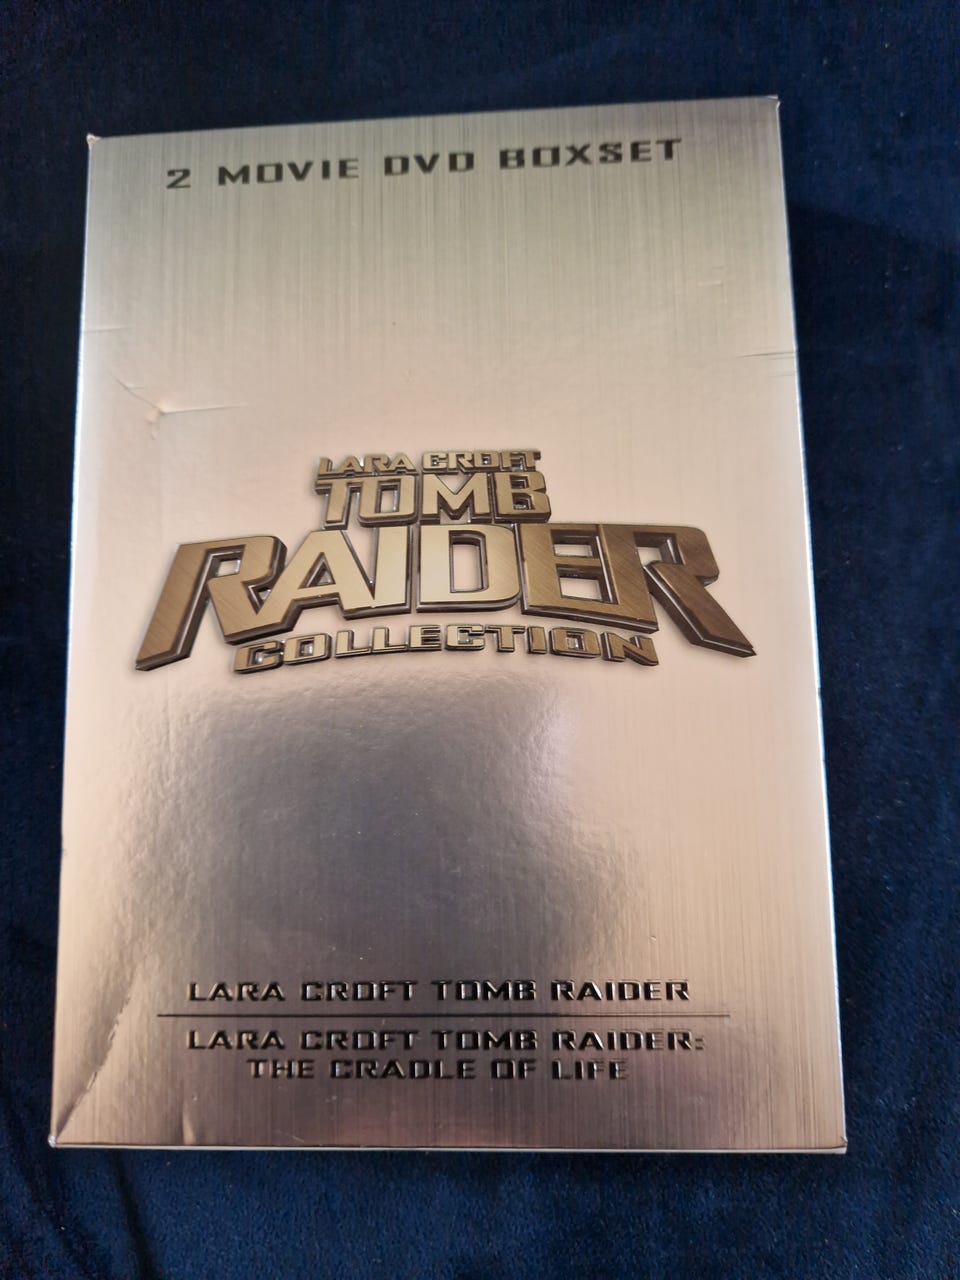 2 MOVIE DVD BOXSET
LARA CROFT
TOMB
RAIDER
COLLECTION
LARA CROFT TOMB RAIDER
LARA CROFT TOMB RAIDER:
THE CRADLE OF LIFE